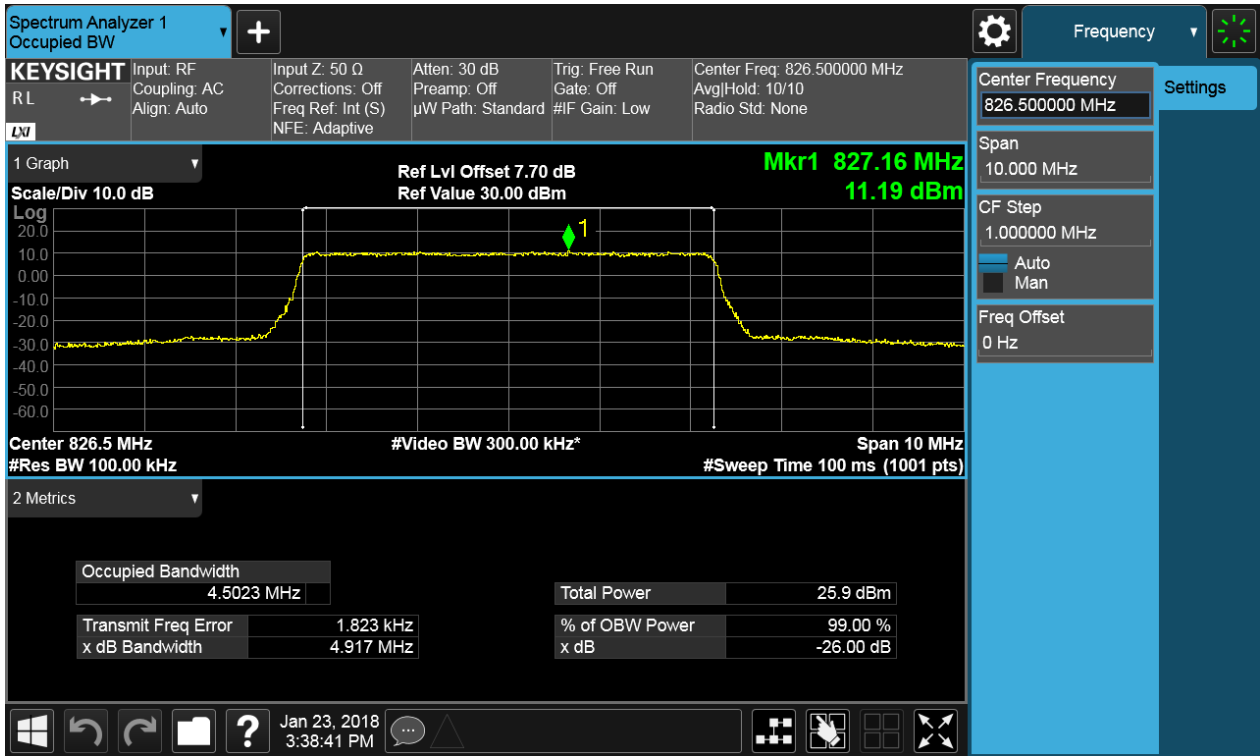 Spectrum Analyzer 1
Occupied BW
+
Frequency
KEYSIGHT
R L
LXI
Input: RF
Coupling: AC
Align: Auto
Input Z: 50 Ω
Corrections: Off
Freq Ref: Int (S)
NFE: Adaptive
Atten: 30 dB
Preamp: Off
µW Path: Standard
Trig: Free Run
Gate: Off
#IF Gain: Low
Center Freq: 826.500000 MHz
Avg|Hold: 10/10
Radio Std: None
Center Frequency
826.500000 MHz
Settings
Span
10.000 MHz
CF Step
1.000000 MHz
Auto
Man
Freq Offset
0 Hz
1 Graph
Scale/Div 10.0 dB
Ref Lvl Offset 7.70 dB
Ref Value 30.00 dBm
Mkr1 827.16 MHz
11.19 dBm
Log
20.0
10.0
0.00
-10.0
-20.0
-30.0
-40.0
-50.0
-60.0
1
Center 826.5 MHz
#Res BW 100.00 kHz
#Video BW 300.00 kHz*
Span 10 MHz
#Sweep Time 100 ms (1001 pts)
2 Metrics
Occupied Bandwidth
4.5023 MHz
Total Power 25.9 dBm
Transmit Freq Error 1.823 kHz
% of OBW Power 99.00 %
x dB Bandwidth 4.917 MHz
x dB -26.00 dB
?
Jan 23, 2018
3:38:41 PM